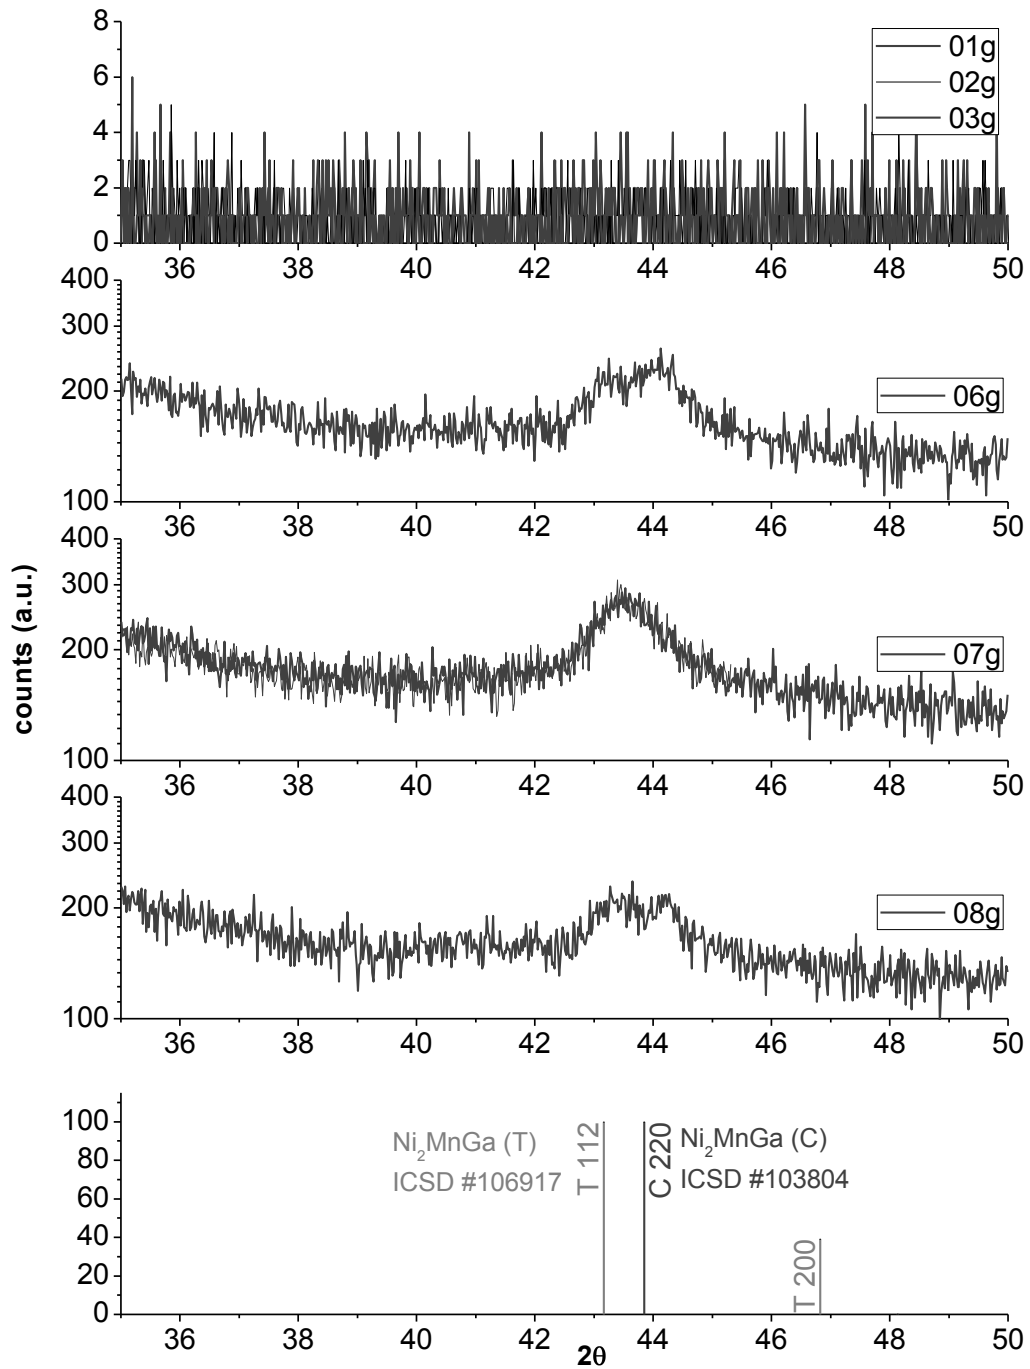 8
6
4
2
0
01g
02g
03g
36 38 40 42 44 46 48 50
400
300
200
100
06g
36 38 40 42 44 46 48 50
counts (a.u.)
400
300
200
100
07g
36 38 40 42 44 46 48 50
400
300
200
100
08g
36 38 40 42 44 46 48 50
100
80
60
40
20
0
Ni₂MnGa (T)
ICSD #106917
T 112
C 220
Ni₂MnGa (C)
ICSD #103804
T 200
36 38 40 42 44 46 48 50
2θ